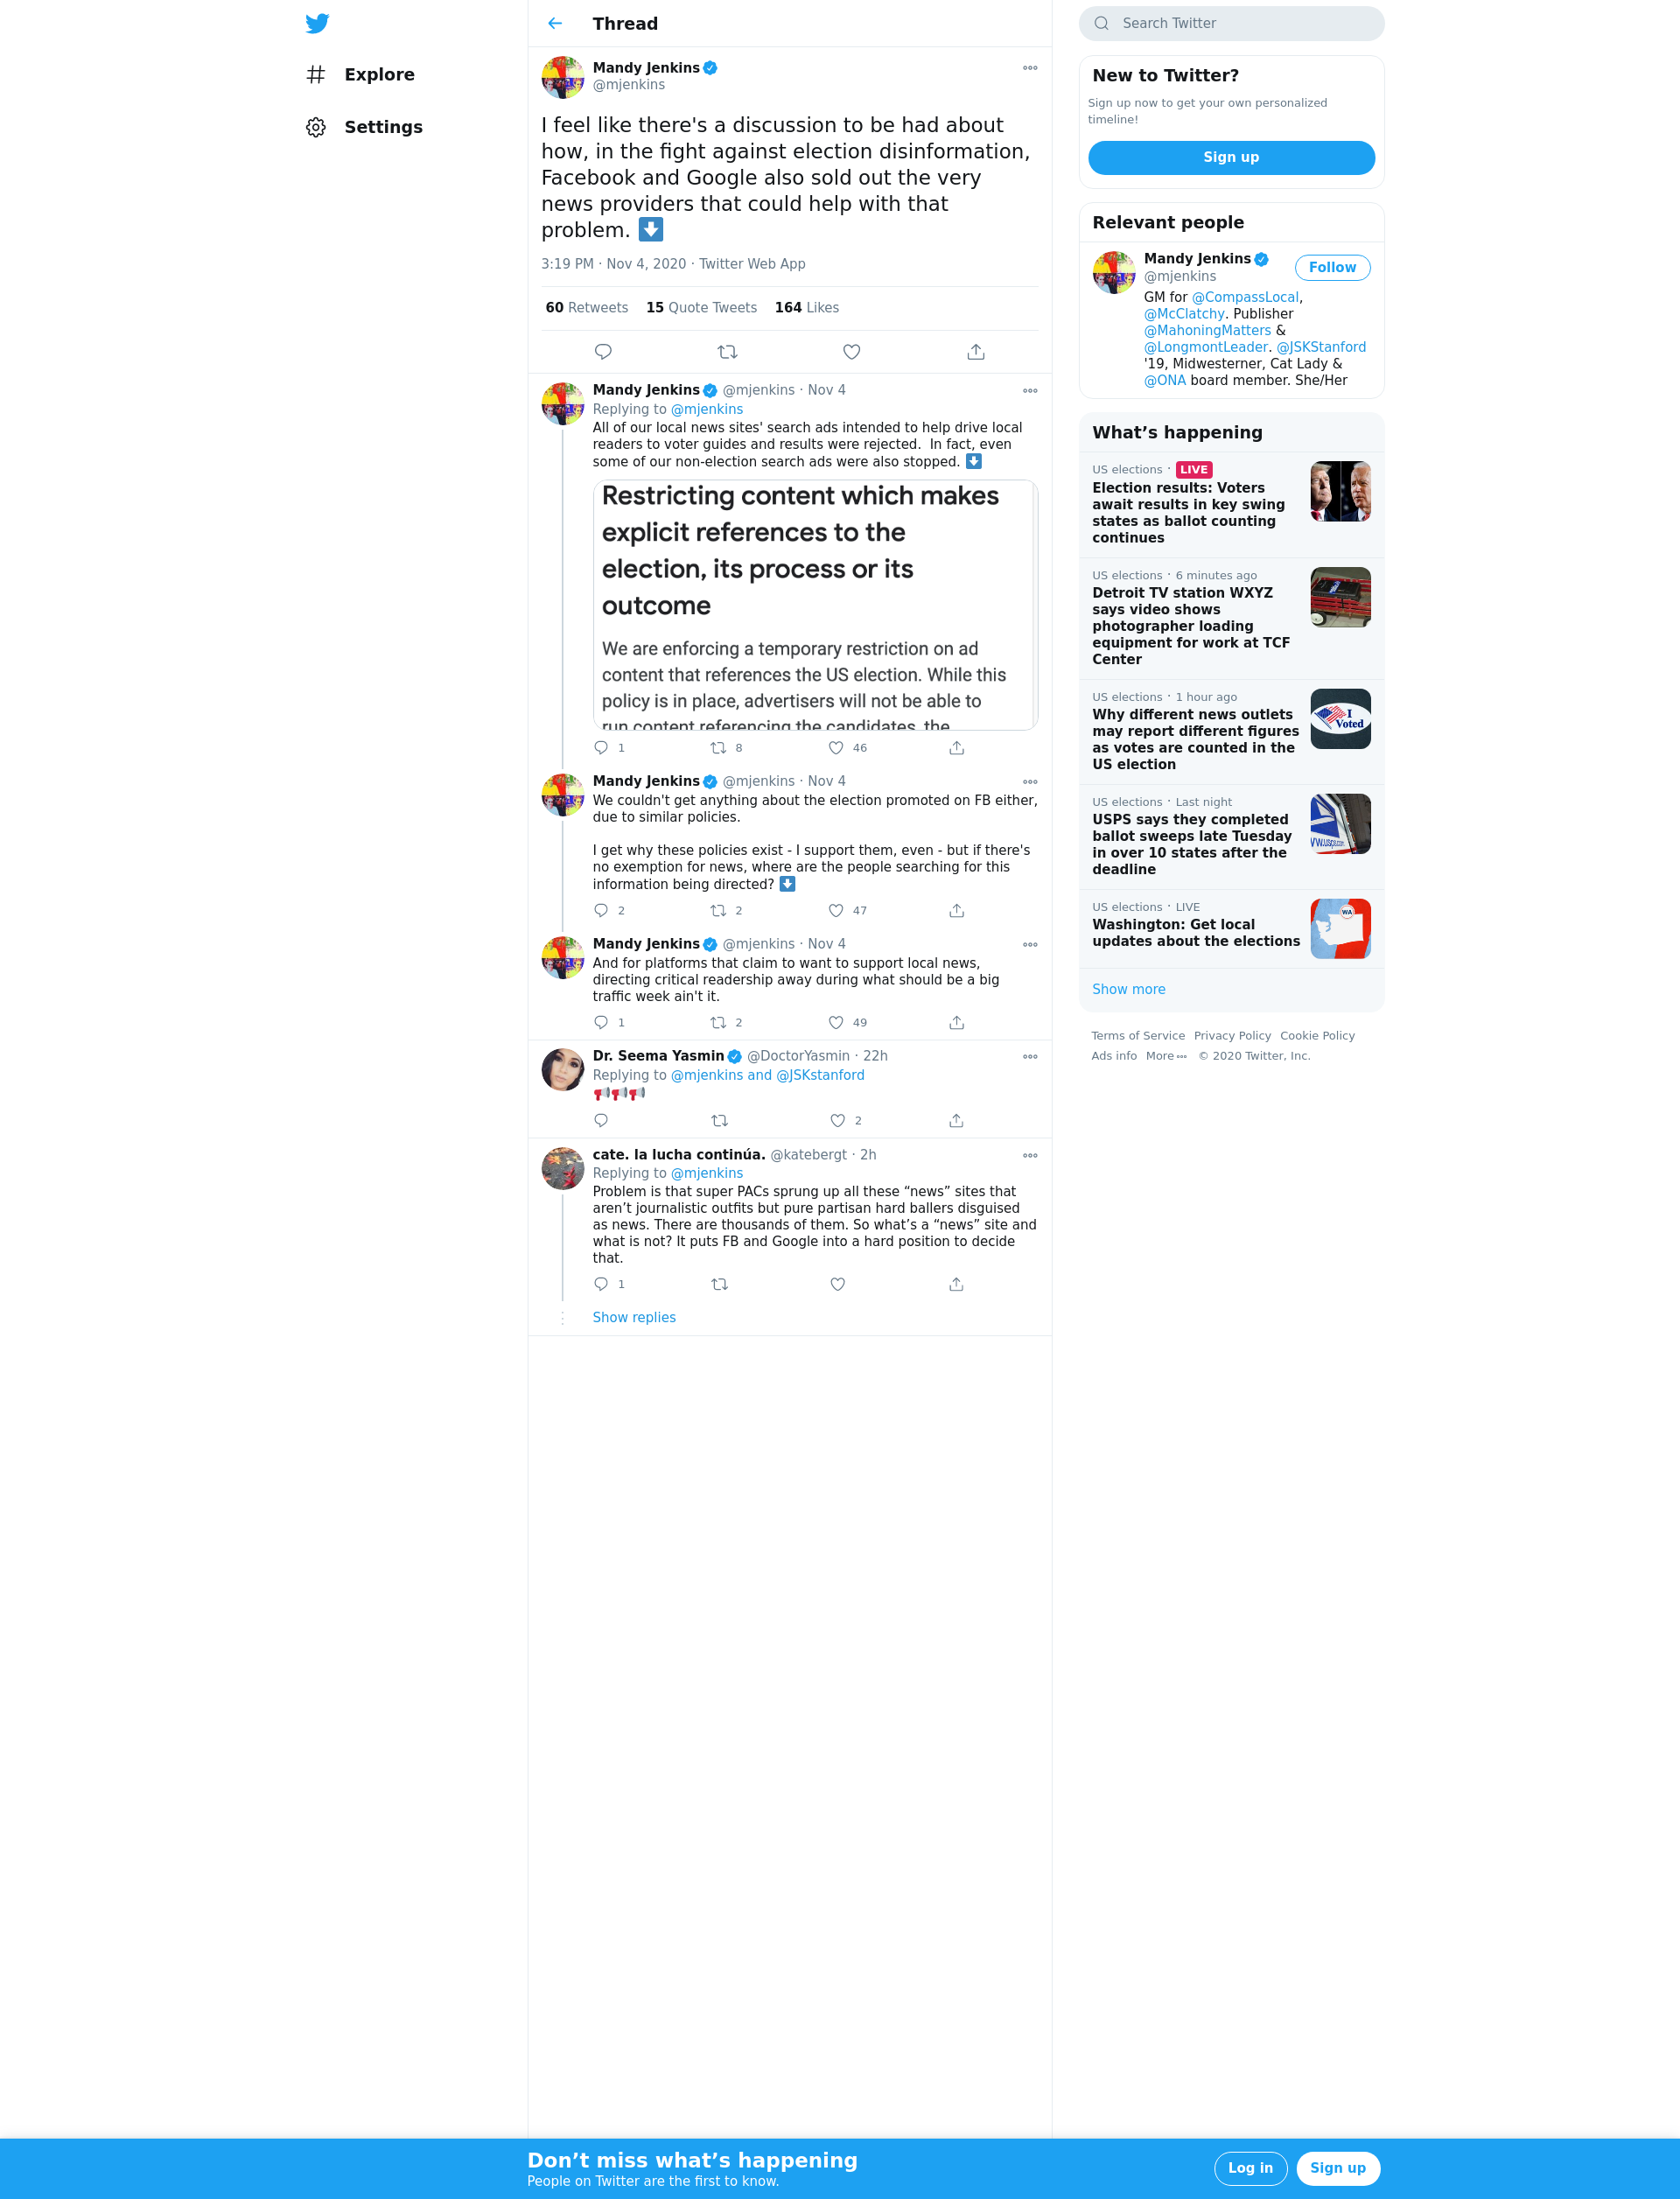 Explore
Settings
Thread
Mandy Jenkins
@mjenkins
I feel like there's a discussion to be had about
how, in the fight against election disinformation,
Facebook and Google also sold out the very
news providers that could help with that
problem. ⬇️
3:19 PM · Nov 4, 2020 · Twitter Web App
60 Retweets 15 Quote Tweets 164 Likes
Mandy Jenkins @mjenkins · Nov 4
Replying to @mjenkins
All of our local news sites' search ads intended to help drive local
readers to voter guides and results were rejected. In fact, even
some of our non-election search ads were also stopped. ⬇️
Restricting content which makes
explicit references to the
election, its process or its
outcome
We are enforcing a temporary restriction on ad
content that references the US election. While this
policy is in place, advertisers will not be able to
run content referencing the candidates, the
1 8 46
Mandy Jenkins @mjenkins · Nov 4
We couldn't get anything about the election promoted on FB either,
due to similar policies.
I get why these policies exist - I support them, even - but if there's
no exemption for news, where are the people searching for this
information being directed? ⬇️
2 2 47
Mandy Jenkins @mjenkins · Nov 4
And for platforms that claim to want to support local news,
directing critical readership away during what should be a big
traffic week ain't it.
1 2 49
Dr. Seema Yasmin @DoctorYasmin · 22h
Replying to @mjenkins and @JSKstanford
📢📢📢
2
cate. la lucha continúa. @katebergt · 2h
Replying to @mjenkins
Problem is that super PACs sprung up all these “news” sites that
aren’t journalistic outfits but pure partisan hard ballers disguised
as news. There are thousands of them. So what’s a “news” site and
what is not? It puts FB and Google into a hard position to decide
that.
1
Show replies
Search Twitter
New to Twitter?
Sign up now to get your own personalized
timeline!
Sign up
Relevant people
Mandy Jenkins
@mjenkins
Follow
GM for @CompassLocal,
@McClatchy. Publisher
@MahoningMatters &
@LongmontLeader. @JSKStanford
'19, Midwesterner, Cat Lady &
@ONA board member. She/Her
What’s happening
US elections · LIVE
Election results: Voters
await results in key swing
states as ballot counting
continues
US elections · 6 minutes ago
Detroit TV station WXYZ
says video shows
photographer loading
equipment for work at TCF
Center
US elections · 1 hour ago
Why different news outlets
may report different figures
as votes are counted in the
US election
I
Voted
US elections · Last night
USPS says they completed
ballot sweeps late Tuesday
in over 10 states after the
deadline
US elections · LIVE
Washington: Get local
updates about the elections
WA
Show more
Terms of Service Privacy Policy Cookie Policy
Ads info More © 2020 Twitter, Inc.
Don’t miss what’s happening
People on Twitter are the first to know.
Log in
Sign up